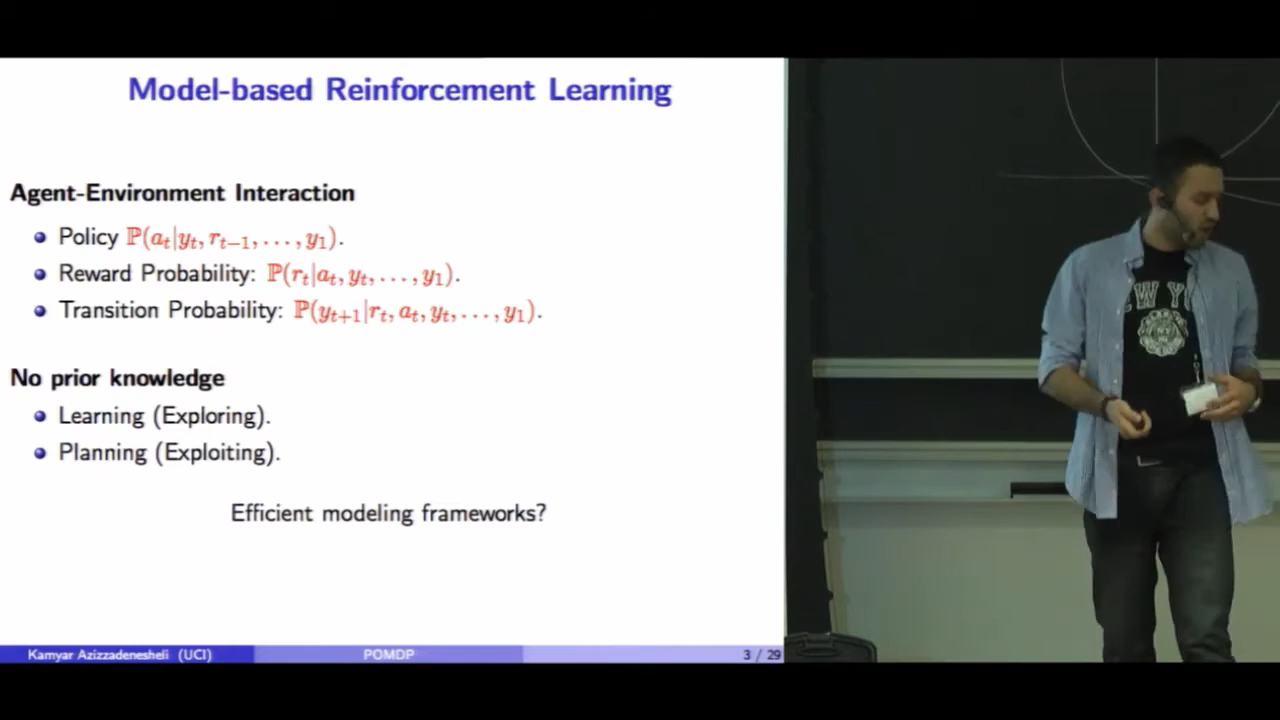 Model-based Reinforcement Learning
Agent-Environment Interaction
Policy ℙ(a_t|y_t, r_{t−1}, . . . , y_1).
Reward Probability: ℙ(r_t|a_t, y_t, . . . , y_1).
Transition Probability: ℙ(y_{t+1}|r_t, a_t, y_t, . . . , y_1).
No prior knowledge
Learning (Exploring).
Planning (Exploiting).
Efficient modeling frameworks?
Kamyar Azizzadenesheli (UCI)
POMDP
3 / 29